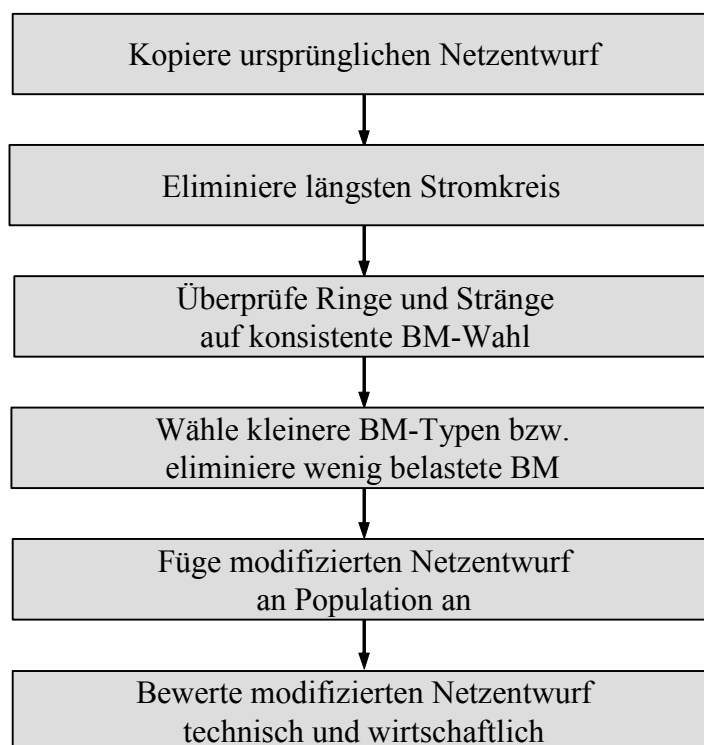 Kopiere ursprünglichen Netzentwurf
Eliminiere längsten Stromkreis
Überprüfe Ringe und Stränge
auf konsistente BM-Wahl
Wähle kleinere BM-Typen bzw.
eliminiere wenig belastete BM
Füge modifizierten Netzentwurf
an Population an
Bewerte modifizierten Netzentwurf
technisch und wirtschaftlich